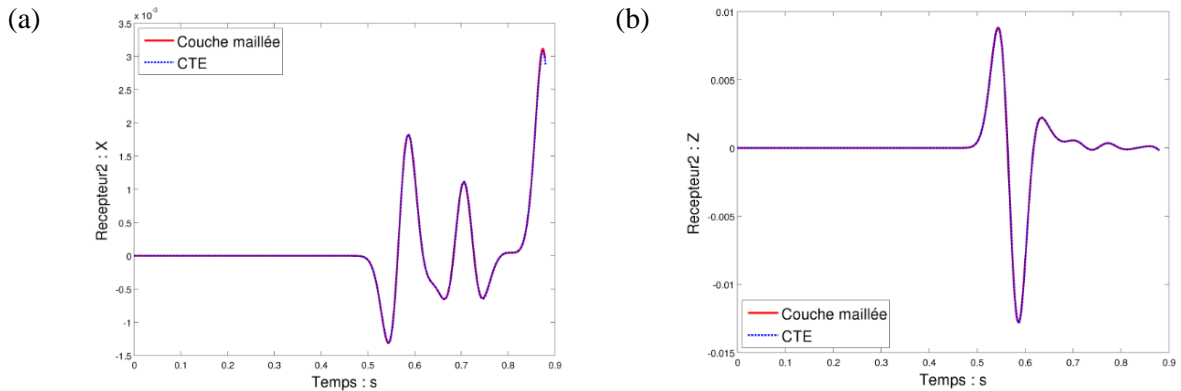 (a)
x 10⁻³
3.5
3
2.5
2
1.5
1
0.5
0
-0.5
-1
-1.5
0 0.1 0.2 0.3 0.4 0.5 0.6 0.7 0.8 0.9
Recepteur2 : X
Temps : s
Couche maillée
CTE
(b)
0.01
0.005
0
-0.005
-0.01
-0.015
0 0.1 0.2 0.3 0.4 0.5 0.6 0.7 0.8 0.9
Recepteur2 : Z
Temps : s
Couche maillée
CTE